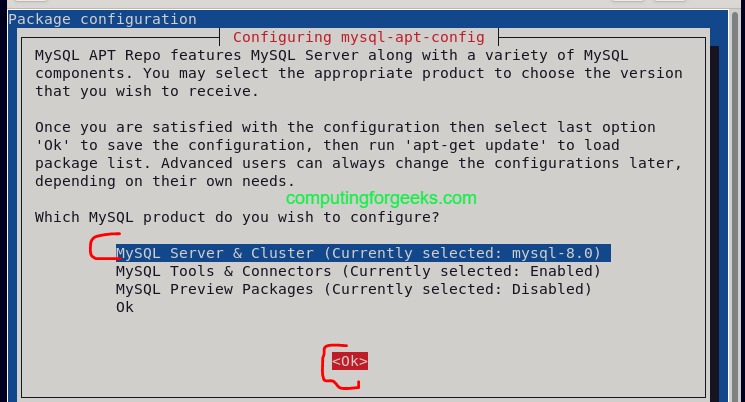 Package configuration
Configuring mysql-apt-config
MySQL APT Repo features MySQL Server along with a variety of MySQL
components. You may select the appropriate product to choose the version
that you wish to receive.
Once you are satisfied with the configuration then select last option
'Ok' to save the configuration, then run 'apt-get update' to load
package list. Advanced users can always change the configurations later,
depending on their own needs.
computingforgeeks.com
Which MySQL product do you wish to configure?
MySQL Server & Cluster (Currently selected: mysql-8.0)
MySQL Tools & Connectors (Currently selected: Enabled)
MySQL Preview Packages (Currently selected: Disabled)
Ok
<Ok>